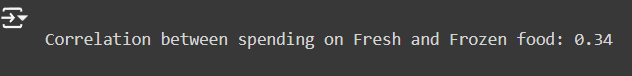 Correlation between spending on Fresh and Frozen food: 0.34